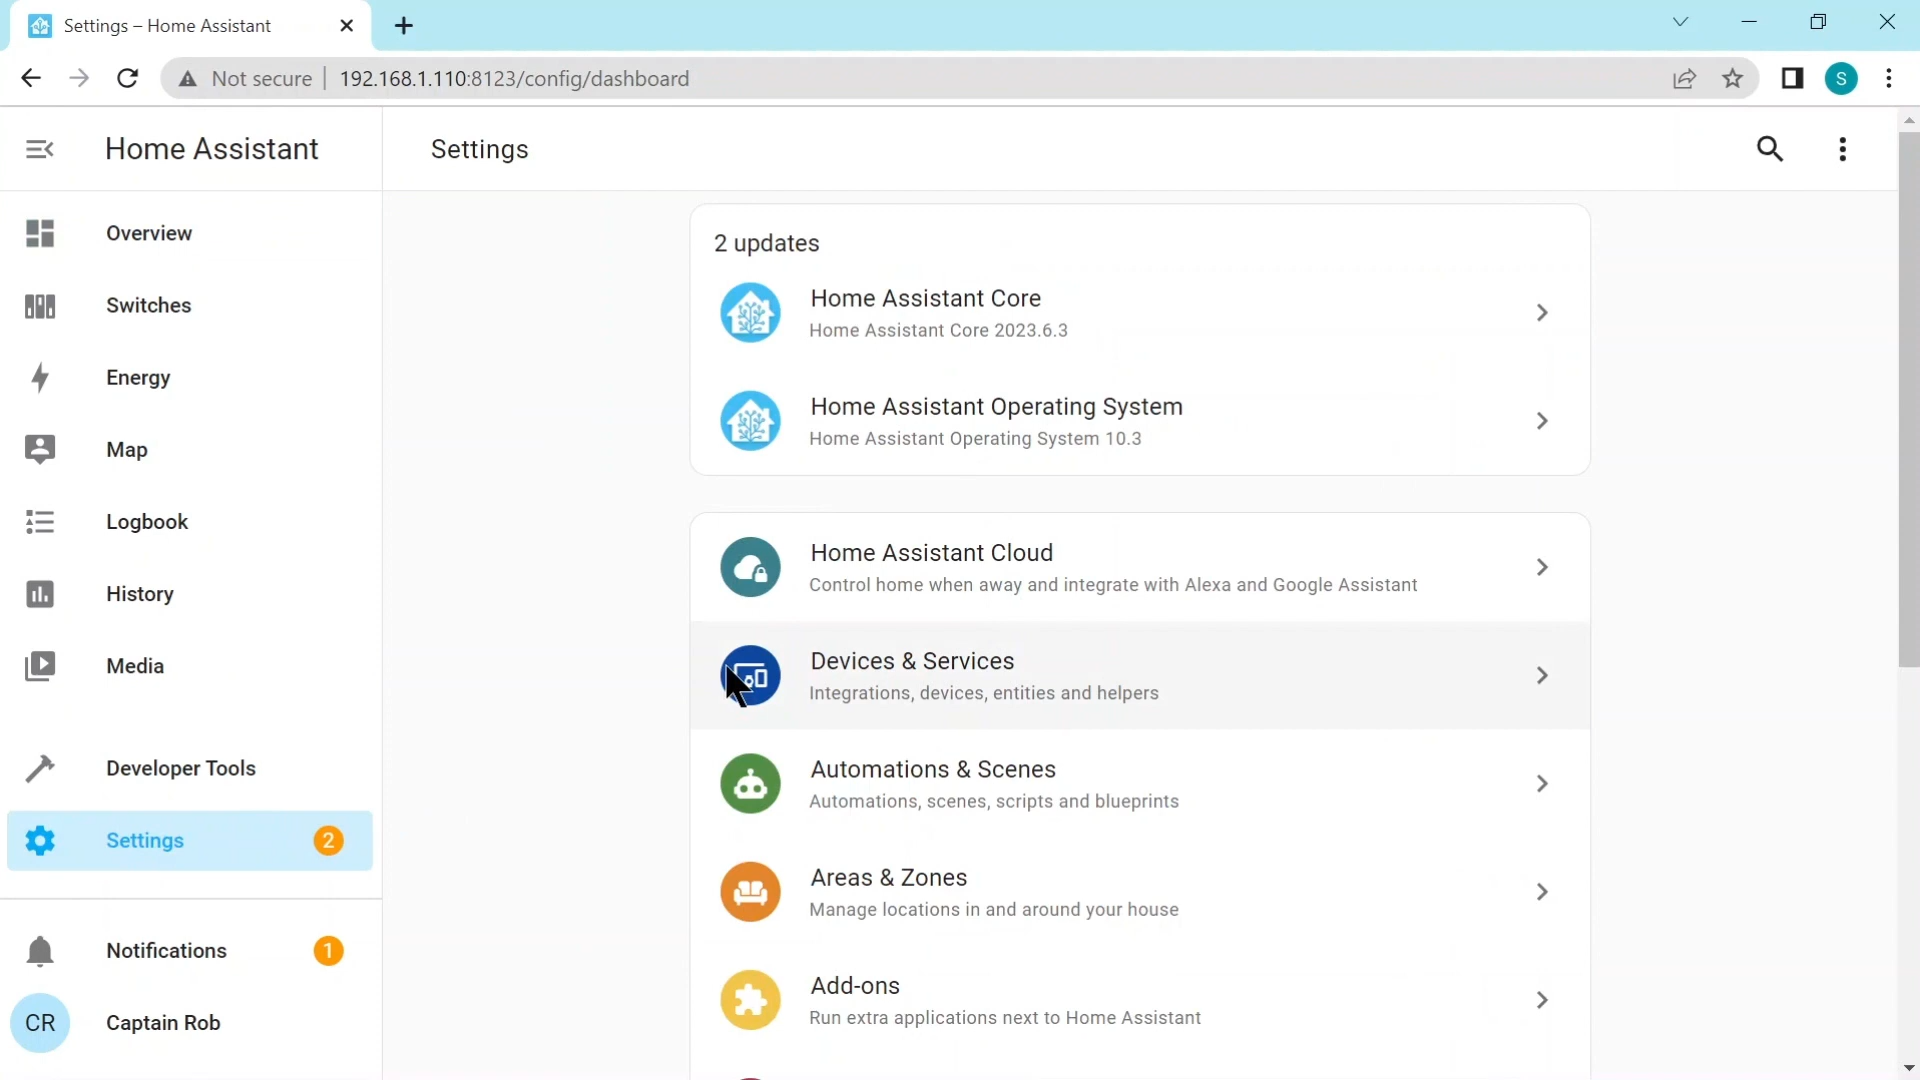 Settings – Home Assistant
Not secure
192.168.1.110:8123/config/dashboard
S
Home Assistant
Settings
Overview
Switches
Energy
Map
Logbook
History
Media
Developer Tools
Settings
2
Notifications
1
CR
Captain Rob
2 updates
Home Assistant Core
Home Assistant Core 2023.6.3
Home Assistant Operating System
Home Assistant Operating System 10.3
Home Assistant Cloud
Control home when away and integrate with Alexa and Google Assistant
Devices & Services
Integrations, devices, entities and helpers
Automations & Scenes
Automations, scenes, scripts and blueprints
Areas & Zones
Manage locations in and around your house
Add-ons
Run extra applications next to Home Assistant